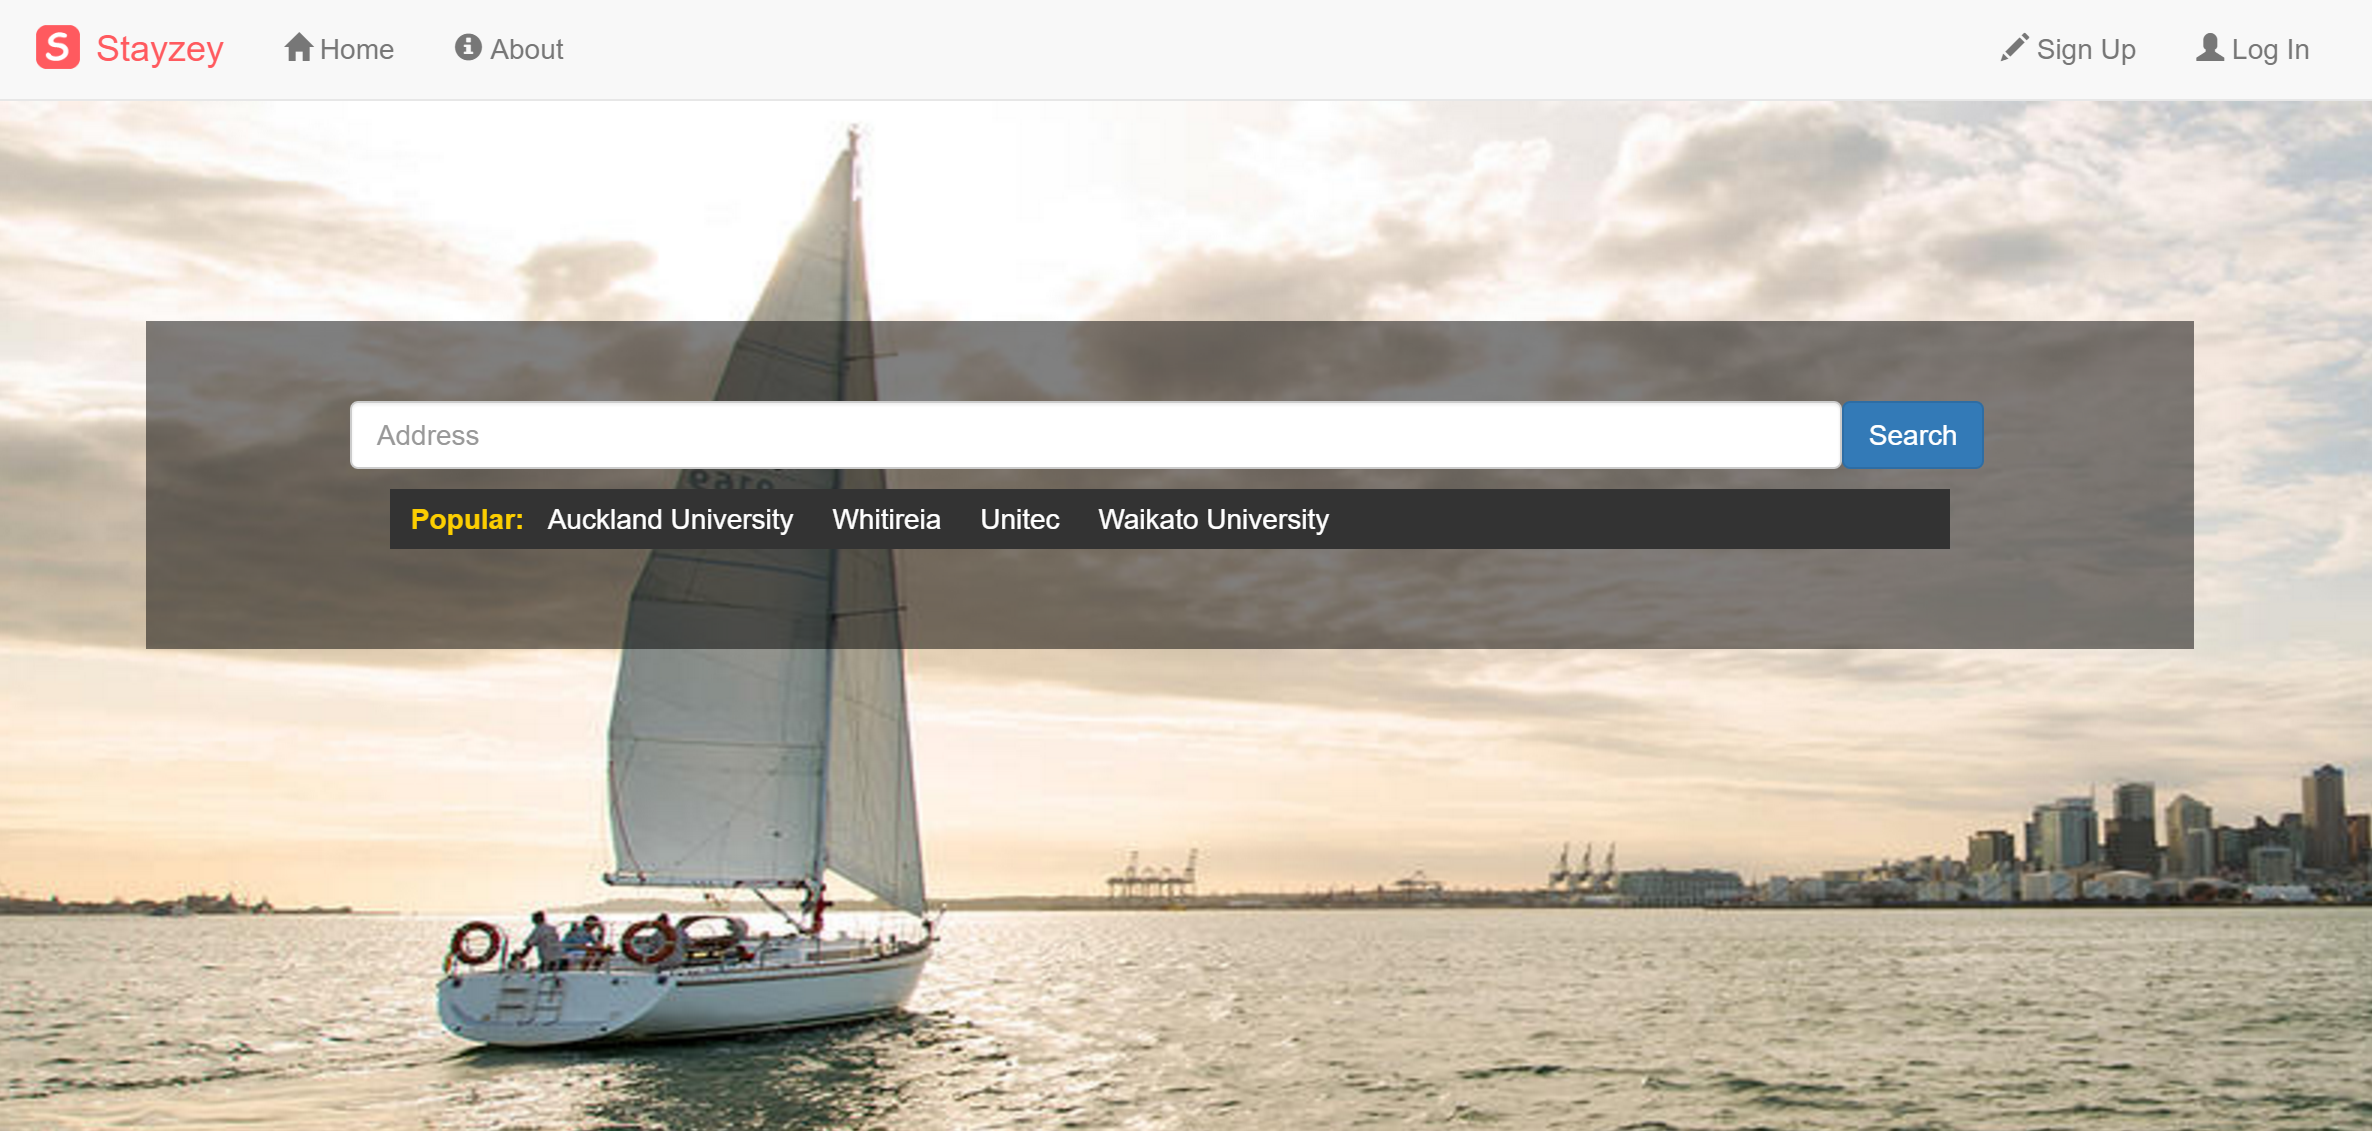 S Stayzey Home About Sign Up Log In
Address Search
Popular: Auckland University Whitireia Unitec Waikato University